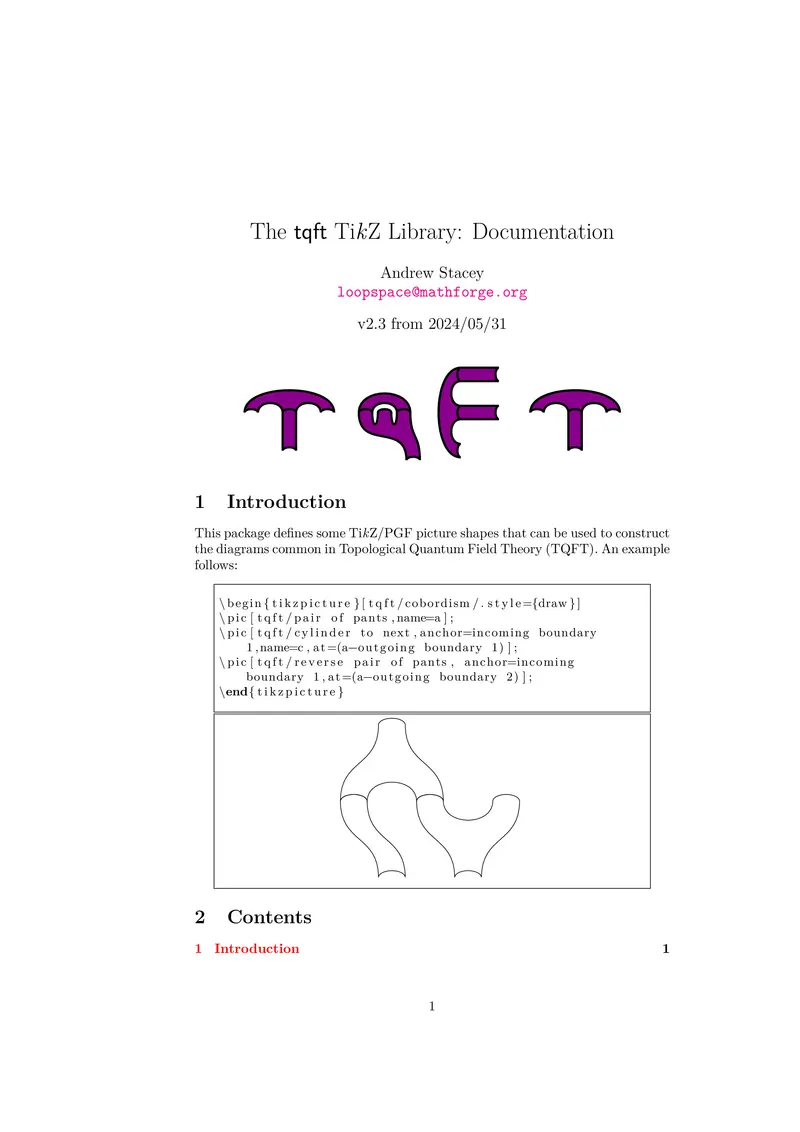 The tqft TikZ Library: Documentation
Andrew Stacey
loopspace@mathforge.org
v2.3 from 2024/05/31
T q F T
1 Introduction
This package defines some TikZ/PGF picture shapes that can be used to construct
the diagrams common in Topological Quantum Field Theory (TQFT). An example
follows:
\begin{tikzpicture}[tqft/cobordism/.style={draw}]
\pic[tqft/pair of pants,name=a];
\pic[tqft/cylinder to next,anchor=incoming boundary
1,name=c,at=(a−outgoing boundary 1)];
\pic[tqft/reverse pair of pants, anchor=incoming
boundary 1,at=(a−outgoing boundary 2)];
\end{tikzpicture}
2 Contents
1 Introduction 1
1